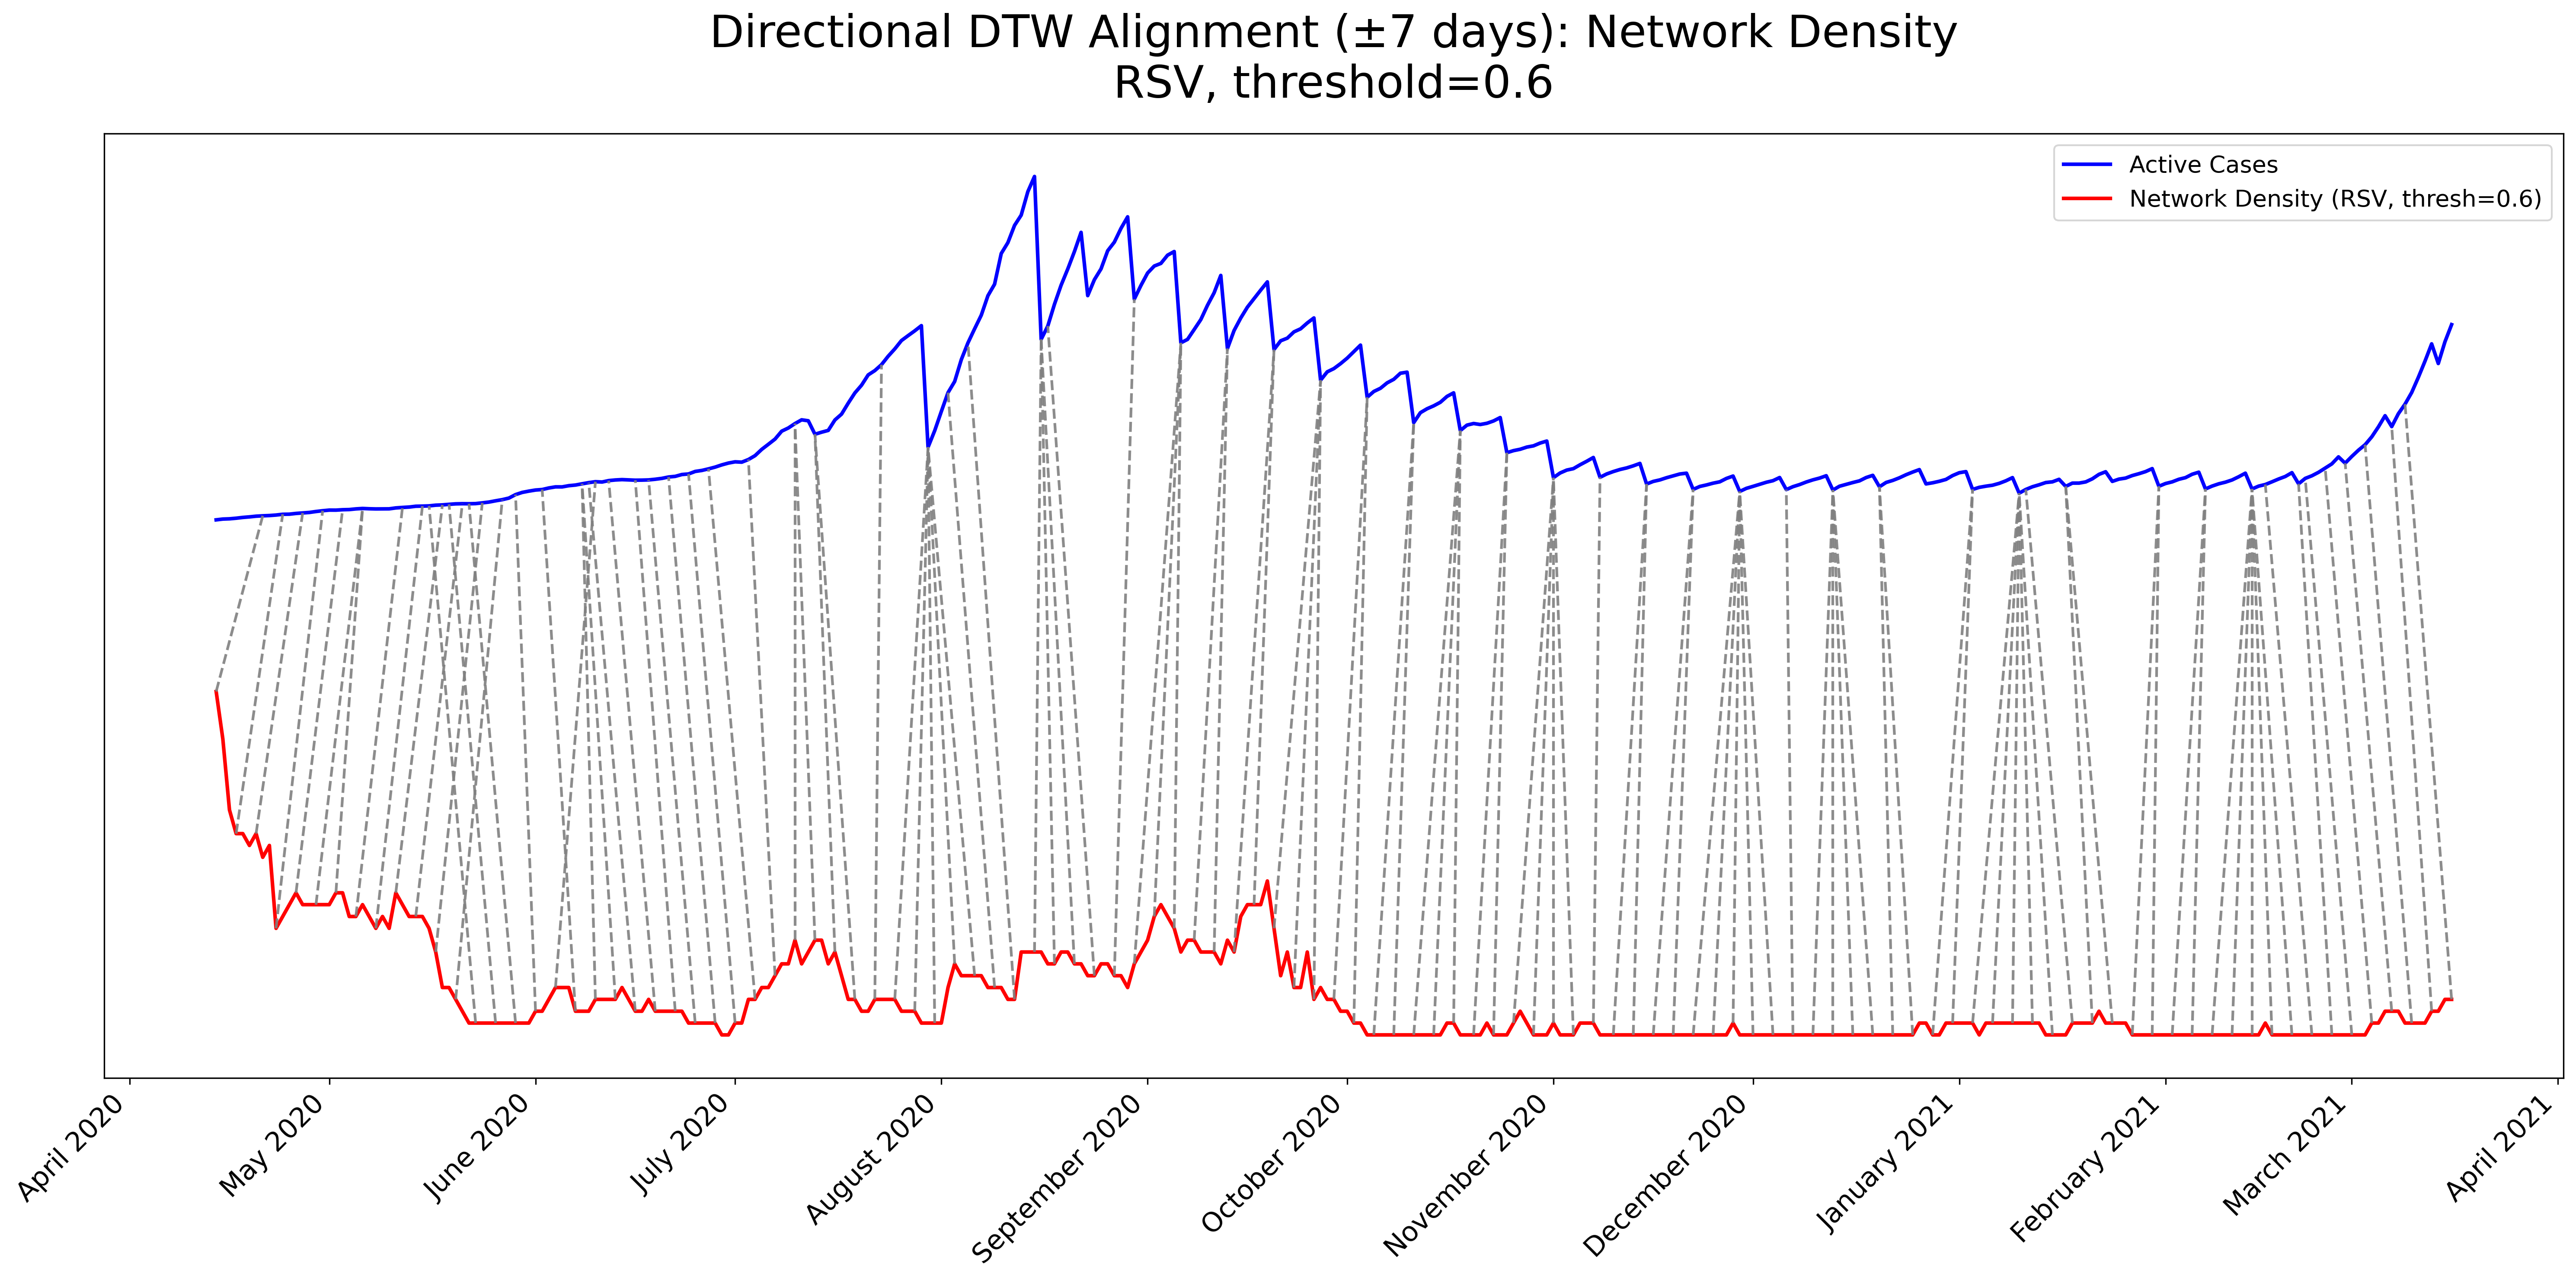 Directional DTW Alignment (±7 days): Network Density
RSV, threshold=0.6
Active Cases
Network Density (RSV, thresh=0.6)
April 2020
May 2020
June 2020
July 2020
August 2020
September 2020
October 2020
November 2020
December 2020
January 2021
February 2021
March 2021
April 2021